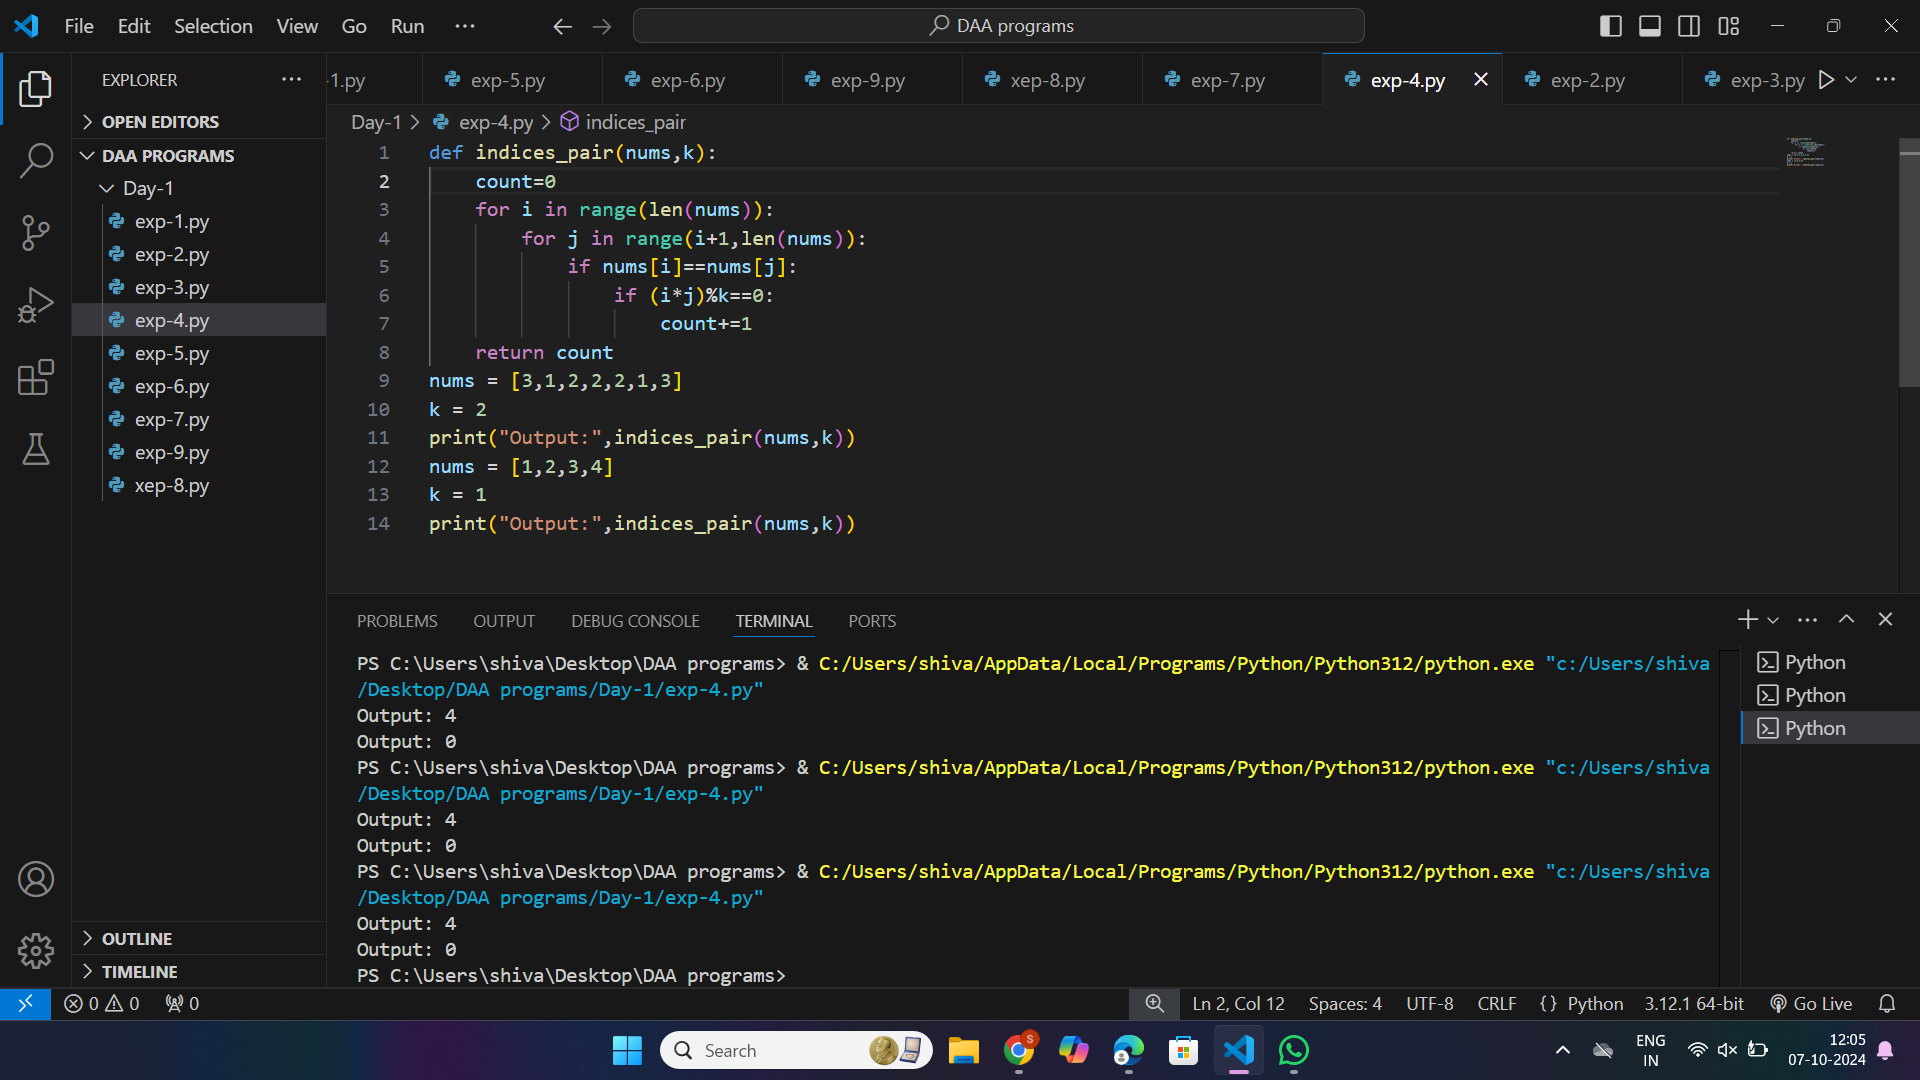 File Edit Selection View Go Run ··· DAA programs
EXPLORER ···
-1.py exp-5.py exp-6.py exp-9.py xep-8.py exp-7.py exp-4.py exp-2.py exp-3.py
OPEN EDITORS
DAA PROGRAMS
Day-1
exp-1.py
exp-2.py
exp-3.py
exp-4.py
exp-5.py
exp-6.py
exp-7.py
exp-9.py
xep-8.py
OUTLINE
TIMELINE
Day-1 > exp-4.py > indices_pair
1 def indices_pair(nums,k):
2 count=0
3 for i in range(len(nums)):
4 for j in range(i+1,len(nums)):
5 if nums[i]==nums[j]:
6 if (i*j)%k==0:
7 count+=1
8 return count
9 nums = [3,1,2,2,2,1,3]
10 k = 2
11 print("Output:",indices_pair(nums,k))
12 nums = [1,2,3,4]
13 k = 1
14 print("Output:",indices_pair(nums,k))
PROBLEMS OUTPUT DEBUG CONSOLE TERMINAL PORTS
PS C:\Users\shiva\Desktop\DAA programs> & C:/Users/shiva/AppData/Local/Programs/Python/Python312/python.exe "c:/Users/shiva
/Desktop/DAA programs/Day-1/exp-4.py"
Output: 4
Output: 0
PS C:\Users\shiva\Desktop\DAA programs> & C:/Users/shiva/AppData/Local/Programs/Python/Python312/python.exe "c:/Users/shiva
/Desktop/DAA programs/Day-1/exp-4.py"
Output: 4
Output: 0
PS C:\Users\shiva\Desktop\DAA programs> & C:/Users/shiva/AppData/Local/Programs/Python/Python312/python.exe "c:/Users/shiva
/Desktop/DAA programs/Day-1/exp-4.py"
Output: 4
Output: 0
PS C:\Users\shiva\Desktop\DAA programs>
Python
Python
Python
0 0 0 Ln 2, Col 12 Spaces: 4 UTF-8 CRLF {} Python 3.12.1 64-bit Go Live
Search
S
ENG
IN
12:05
07-10-2024